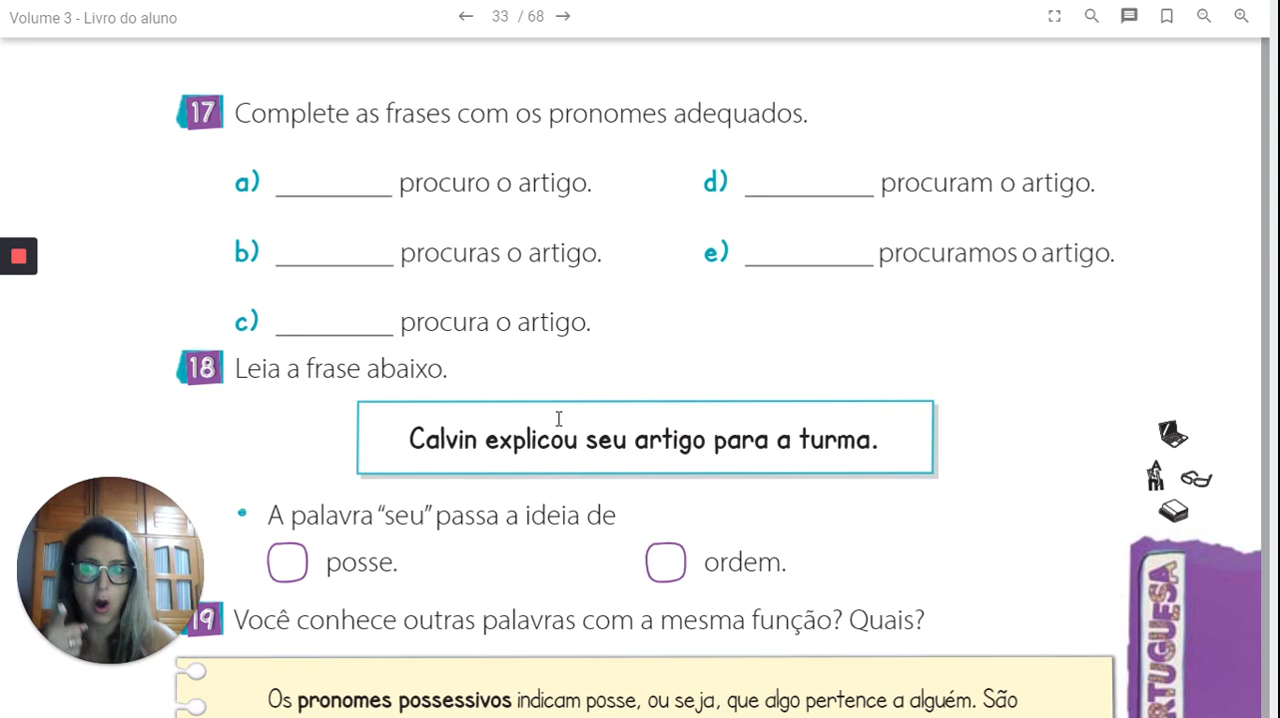 Volume 3 - Livro do aluno
33 / 68
17 Complete as frases com os pronomes adequados.
a) __________ procuro o artigo.
b) __________ procuras o artigo.
c) __________ procura o artigo.
d) __________ procuram o artigo.
e) __________ procuramos o artigo.
18 Leia a frase abaixo.
Calvin explicou seu artigo para a turma.
• A palavra “seu” passa a ideia de
posse.
ordem.
19 Você conhece outras palavras com a mesma função? Quais?
Os pronomes possessivos indicam posse, ou seja, que algo pertence a alguém. São
RTUGUESA